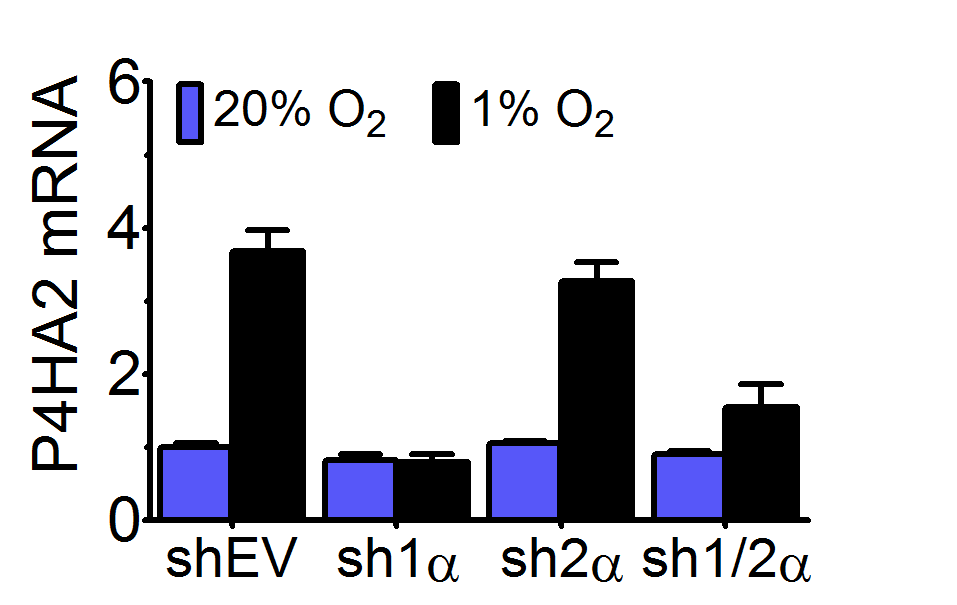 P4HA2 mRNA
6
4
2
0
20% O₂ 1% O₂
shEV sh1α sh2α sh1/2α